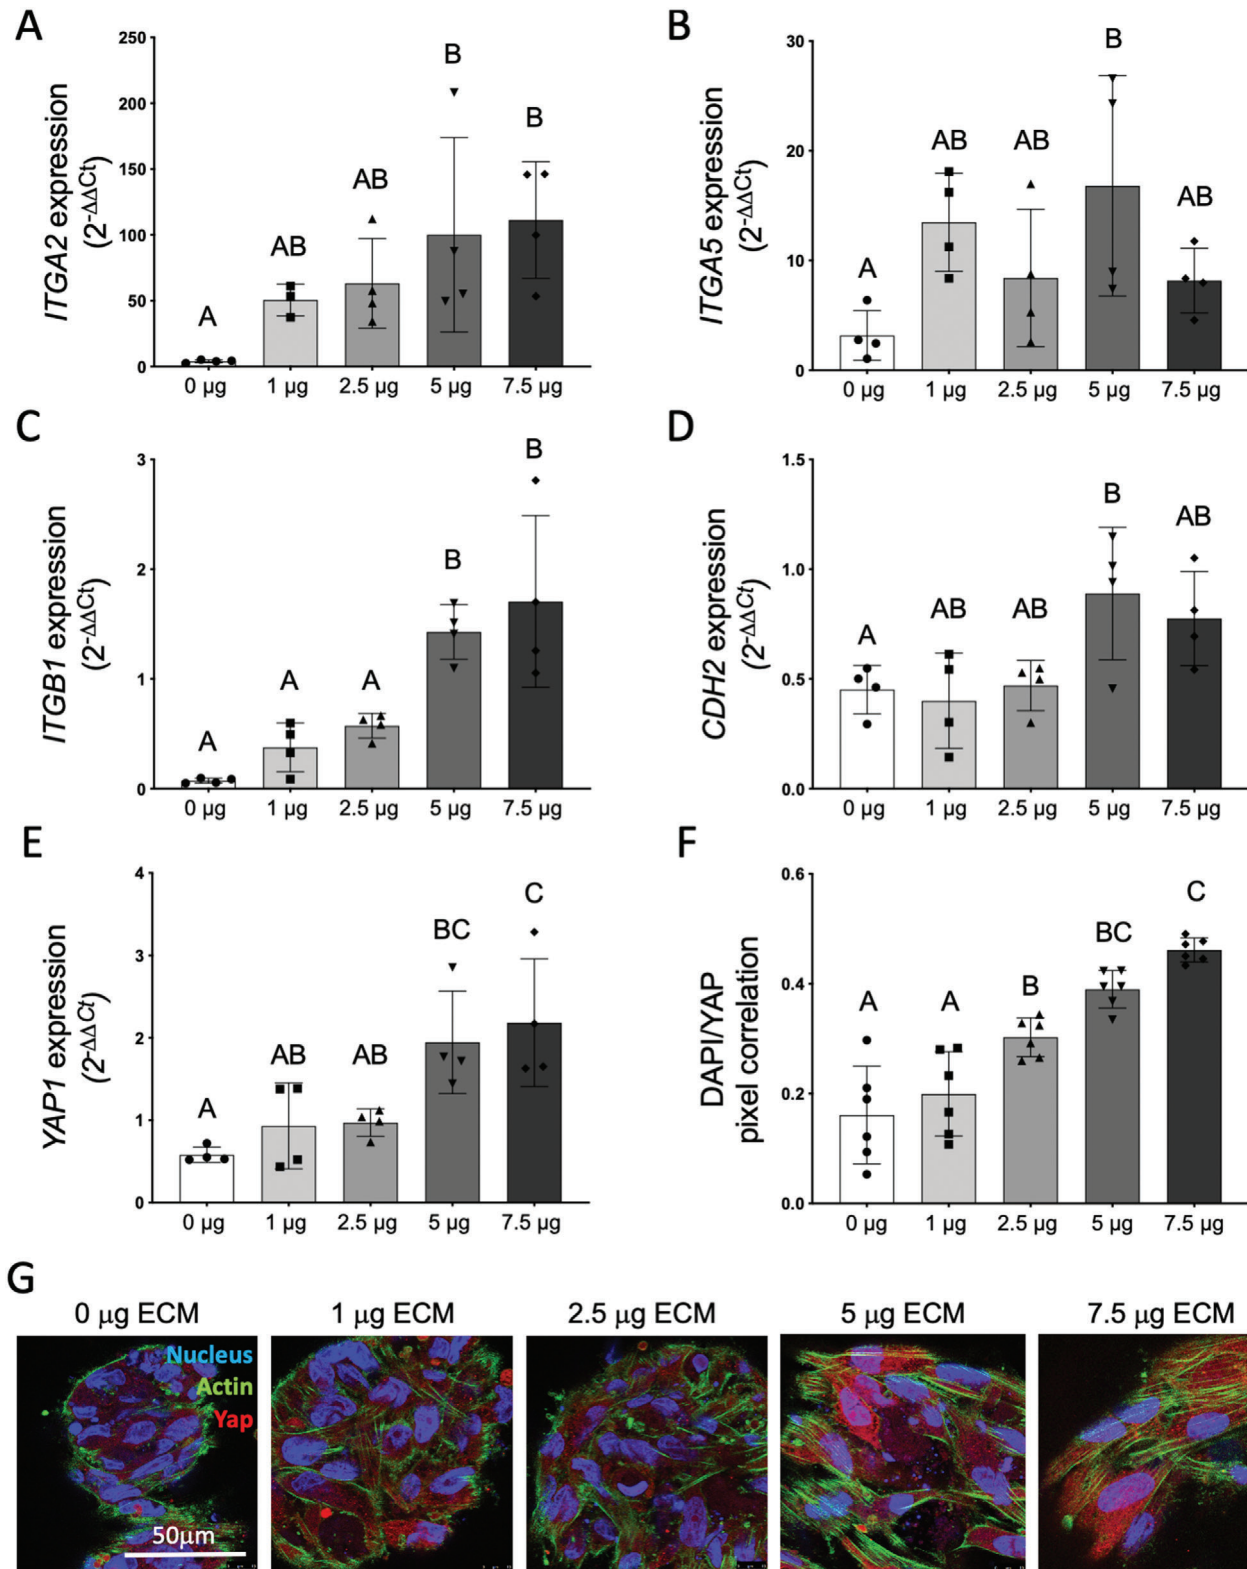 A
ITGA2 expression
(2-ΔΔCt)
250
200
150
100
50
0
A
AB
AB
B
B
0 µg
1 µg
2.5 µg
5 µg
7.5 µg
B
ITGA5 expression
(2-ΔΔCt)
30
20
10
0
A
AB
AB
B
AB
0 µg
1 µg
2.5 µg
5 µg
7.5 µg
C
ITGB1 expression
(2-ΔΔCt)
3
2
1
0
A
A
A
B
B
0 µg
1 µg
2.5 µg
5 µg
7.5 µg
D
CDH2 expression
(2-ΔΔCt)
1.5
1.0
0.5
0.0
A
AB
AB
B
AB
0 µg
1 µg
2.5 µg
5 µg
7.5 µg
E
YAP1 expression
(2-ΔΔCt)
4
3
2
1
0
A
AB
AB
BC
C
0 µg
1 µg
2.5 µg
5 µg
7.5 µg
F
DAPI/YAP
pixel correlation
0.6
0.4
0.2
0.0
A
A
B
BC
C
0 µg
1 µg
2.5 µg
5 µg
7.5 µg
G
0 µg ECM
1 µg ECM
2.5 µg ECM
5 µg ECM
7.5 µg ECM
Nucleus
Actin
Yap
50µm